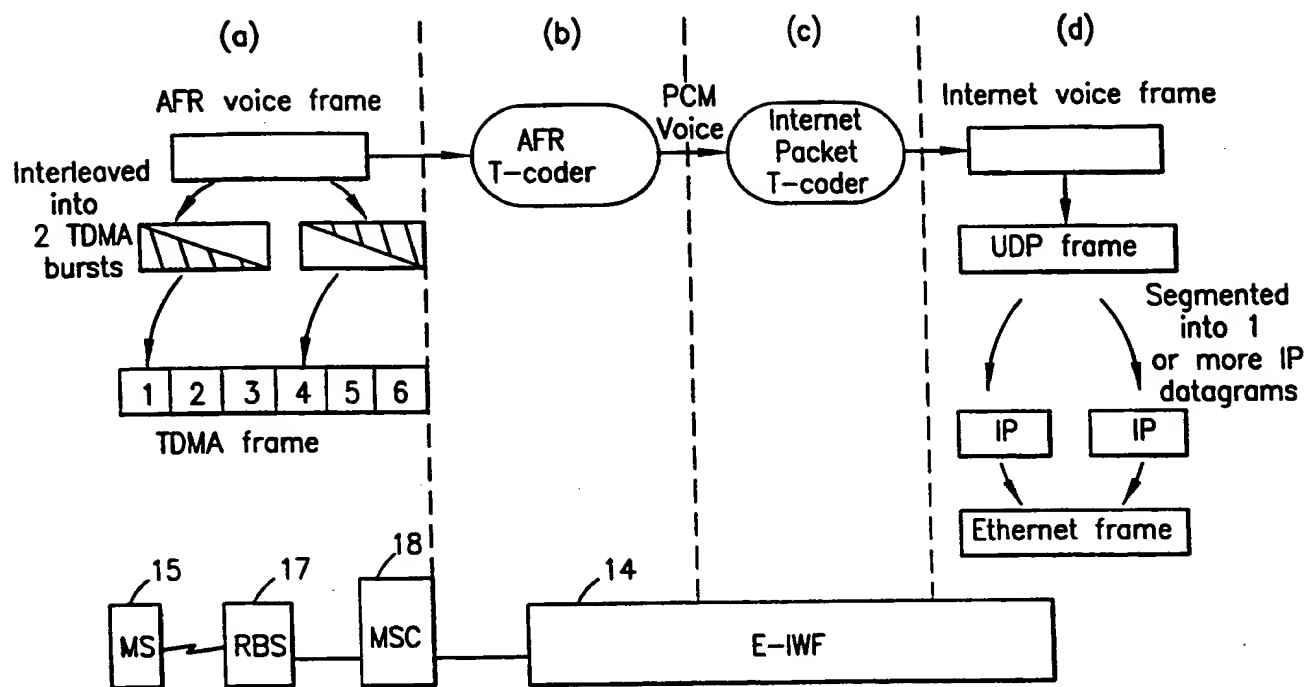 (a)
(b)
(c)
(d)
AFR voice frame
Interleaved
into
2 TDMA
bursts
1 2 3 4 5 6
TDMA frame
AFR
T-coder
PCM
Voice
Internet
Packet
T-coder
Internet voice frame
UDP frame
Segmented
into 1
or more IP
datagrams
IP
IP
Ethernet frame
15
17
18
14
MS
RBS
MSC
E-IWF